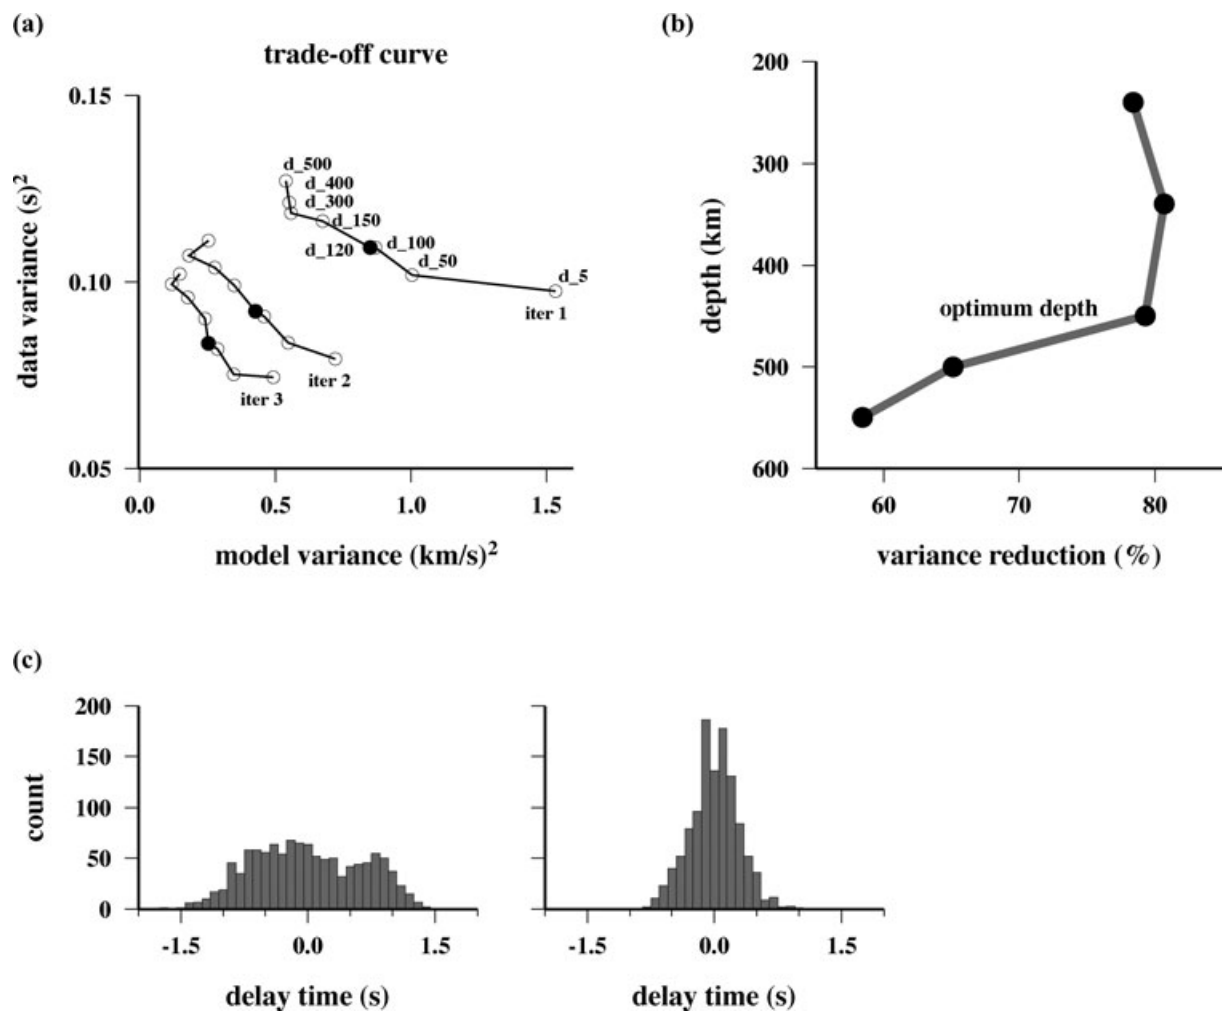 (a)
trade-off curve
0.15
0.10
0.05
data variance (s)2
d_500
d_400
d_300
d_150
d_120
d_100
d_50
d_5
iter 1
iter 2
iter 3
0.0 0.5 1.0 1.5
model variance (km/s)2
(b)
200
300
400
500
600
depth (km)
optimum depth
60 70 80
variance reduction (%)
(c)
200
150
100
50
0
count
-1.5 0.0 1.5
delay time (s)
-1.5 0.0 1.5
delay time (s)